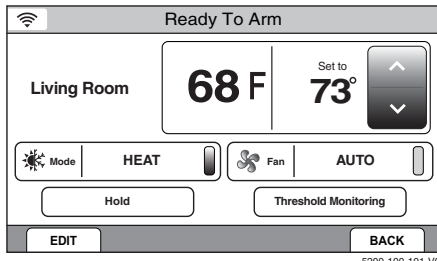 Ready To Arm
Living Room
68 F
Set to
73°
Mode
HEAT
Fan
AUTO
Hold
Threshold Monitoring
EDIT
BACK